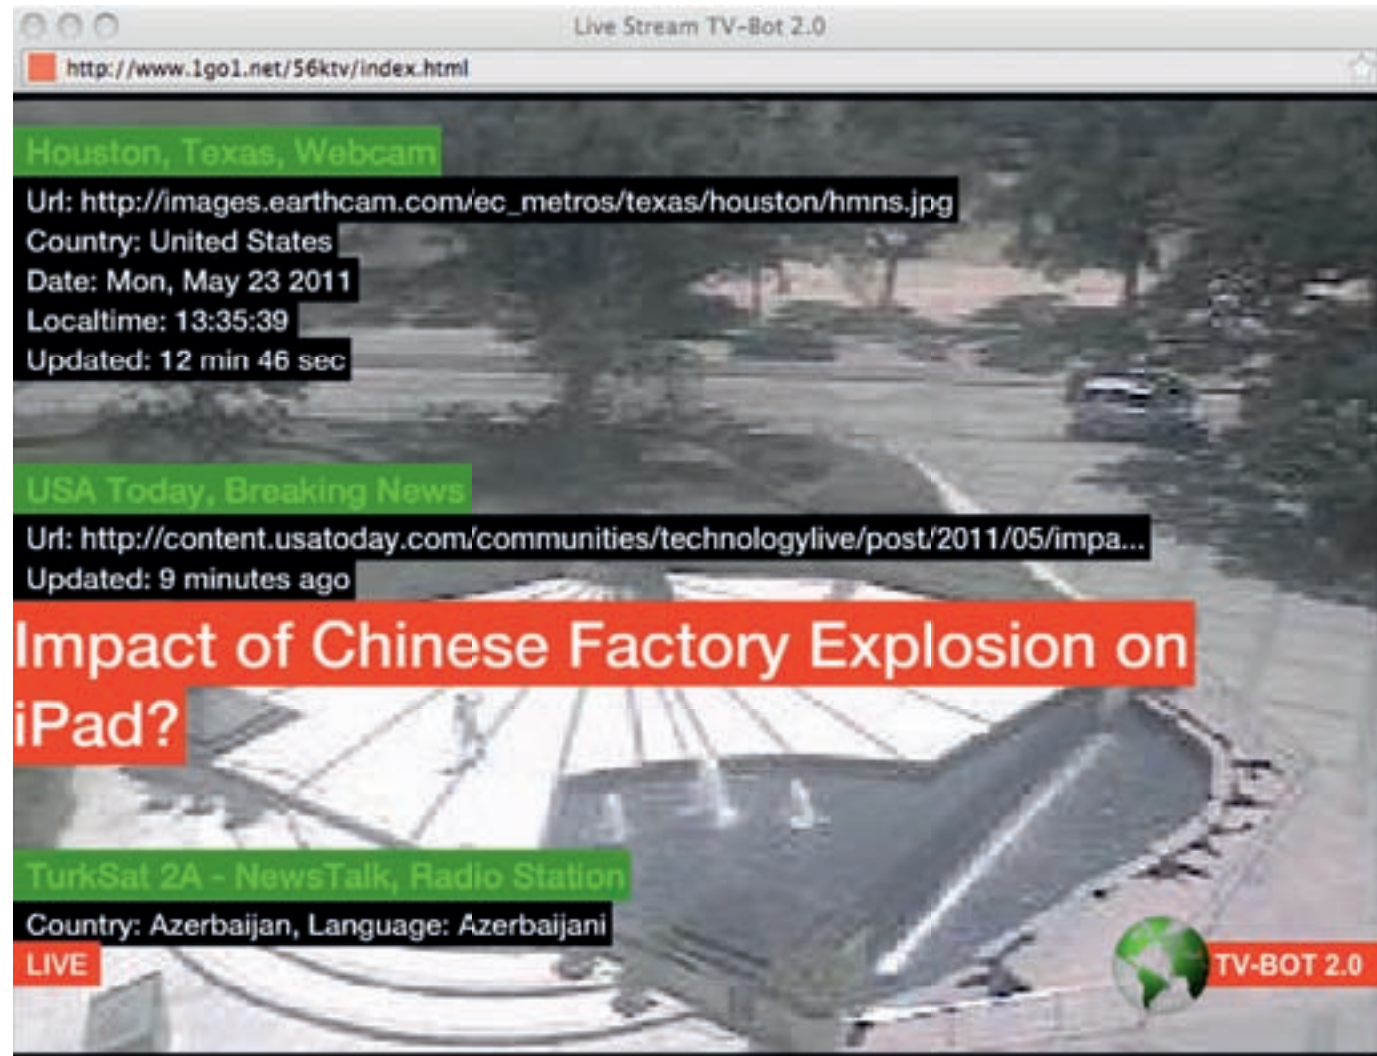 Live Stream TV-Bot 2.0
http://www.1go1.net/56ktv/index.html
Houston, Texas, Webcam
Url: http://images.earthcam.com/ec_metros/texas/houston/hmns.jpg
Country: United States
Date: Mon, May 23 2011
Localtime: 13:35:39
Updated: 12 min 46 sec
USA Today, Breaking News
Url: http://content.usatoday.com/communities/technologylive/post/2011/05/impa...
Updated: 9 minutes ago
Impact of Chinese Factory Explosion on
iPad?
TurkSat 2A - NewsTalk, Radio Station
Country: Azerbaijan, Language: Azerbaijani
LIVE
TV-BOT 2.0